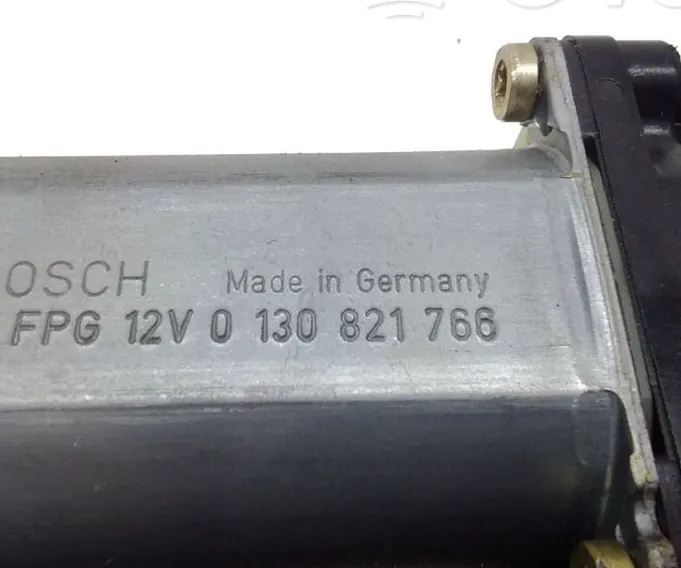 OSCH Made in Germany
FPG 12V 0 130 821 766